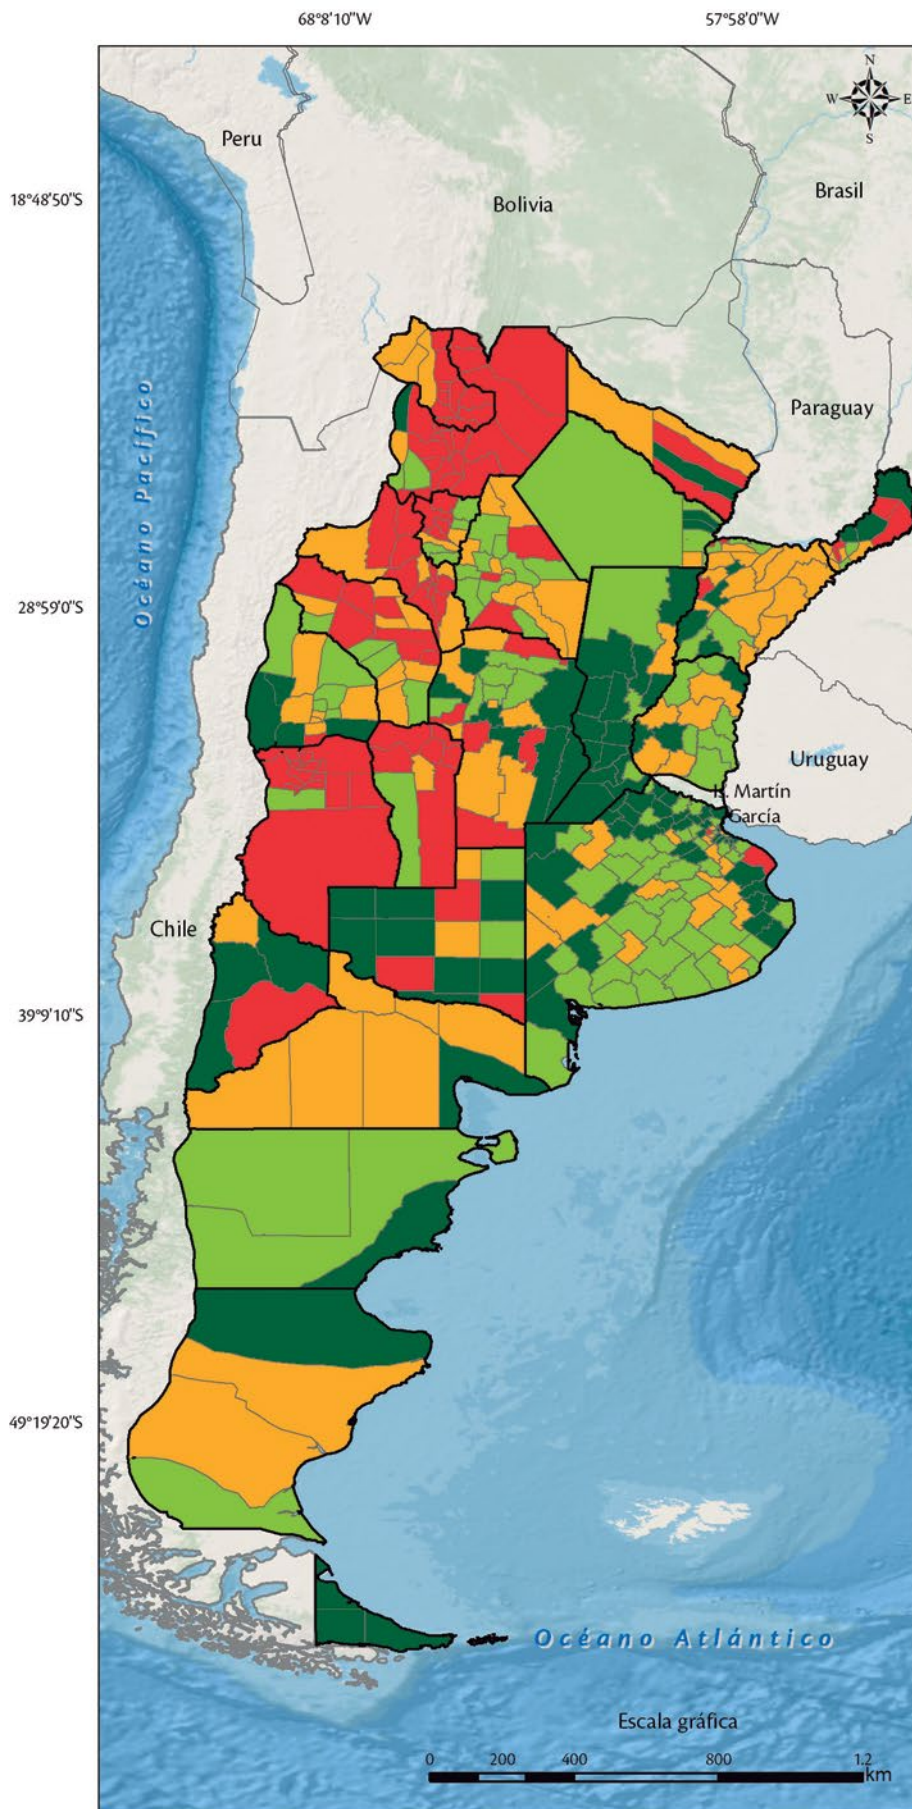 68°8'10"W
57°58'0"W
N
W
E
S
Peru
18°48'50"S
Bolivia
Brasil
Océano Pacífico
Paraguay
28°59'0"S
Uruguay
I. Martín
García
Chile
39°9'10"S
49°19'20"S
Océano Atlántico
Escala gráfica
0
200
400
800
1.2
km